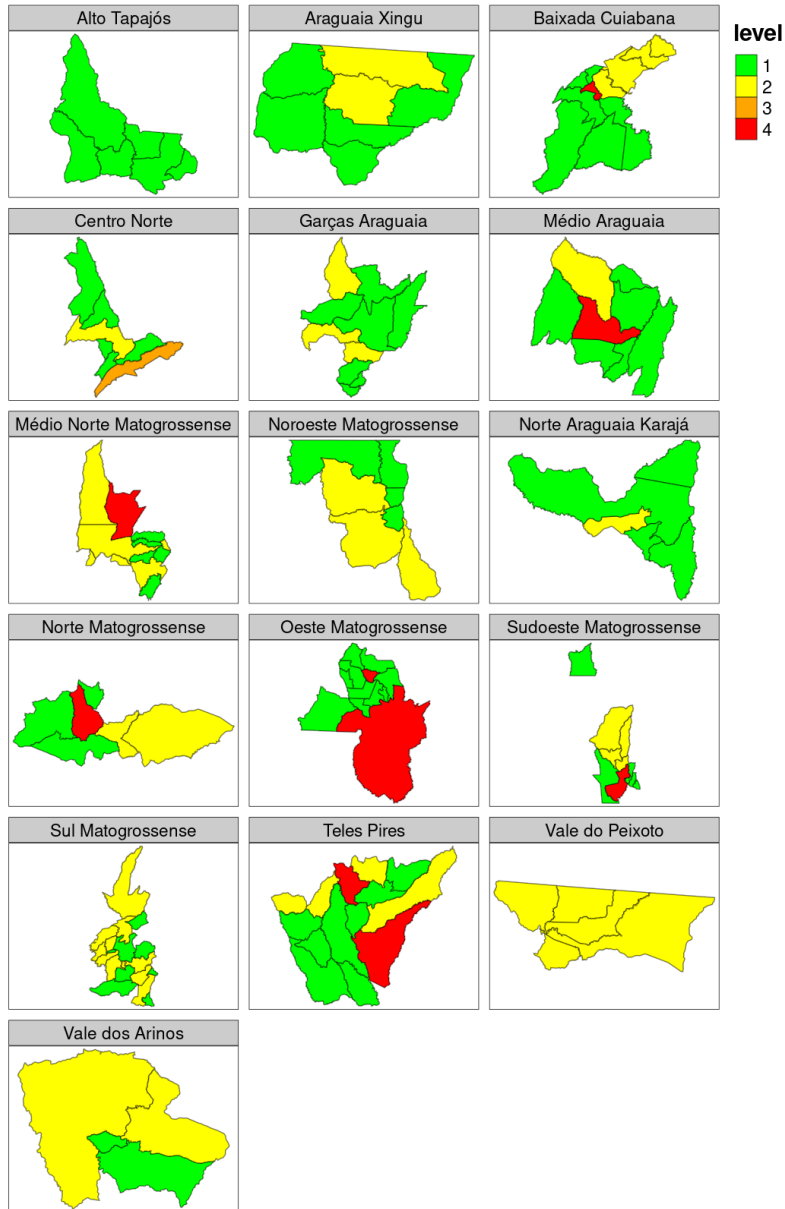 Alto Tapajós
Araguaia Xingu
Baixada Cuiabana
level
1
2
3
4
Centro Norte
Garças Araguaia
Médio Araguaia
Médio Norte Matogrossense
Noroeste Matogrossense
Norte Araguaia Karajá
Norte Matogrossense
Oeste Matogrossense
Sudoeste Matogrossense
Sul Matogrossense
Teles Pires
Vale do Peixoto
Vale dos Arinos